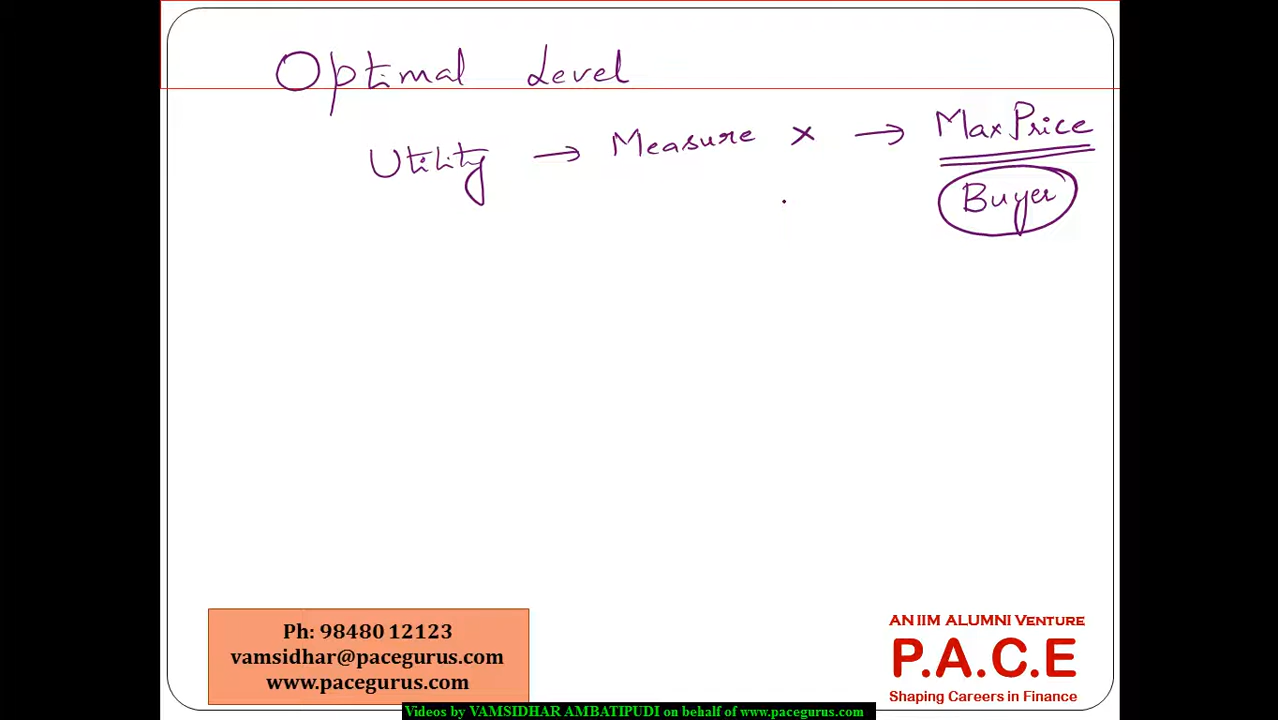 Optimal Level
Utility → Measure × → Max Price
Buyer
Ph: 98480 12123
vamsidhar@pacegurus.com
www.pacegurus.com
AN IIM ALUMNI VENTURE
P.A.C.E
Shaping Careers in Finance
Videos by VAMSIDHAR AMBATIPUDI on behalf of www.pacegurus.com